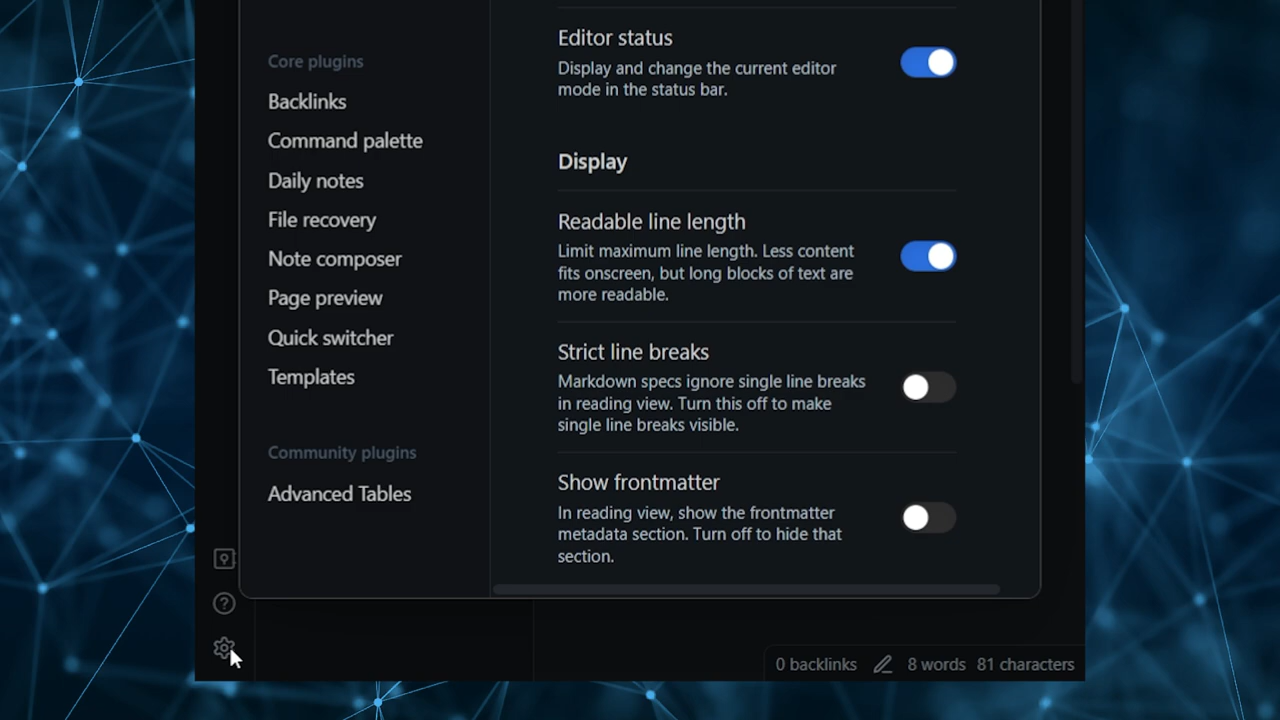 Core plugins
Backlinks
Command palette
Daily notes
File recovery
Note composer
Page preview
Quick switcher
Templates
Community plugins
Advanced Tables
Editor status
Display and change the current editor
mode in the status bar.
Display
Readable line length
Limit maximum line length. Less content
fits onscreen, but long blocks of text are
more readable.
Strict line breaks
Markdown specs ignore single line breaks
in reading view. Turn this off to make
single line breaks visible.
Show frontmatter
In reading view, show the frontmatter
metadata section. Turn off to hide that
section.
0 backlinks 8 words 81 characters